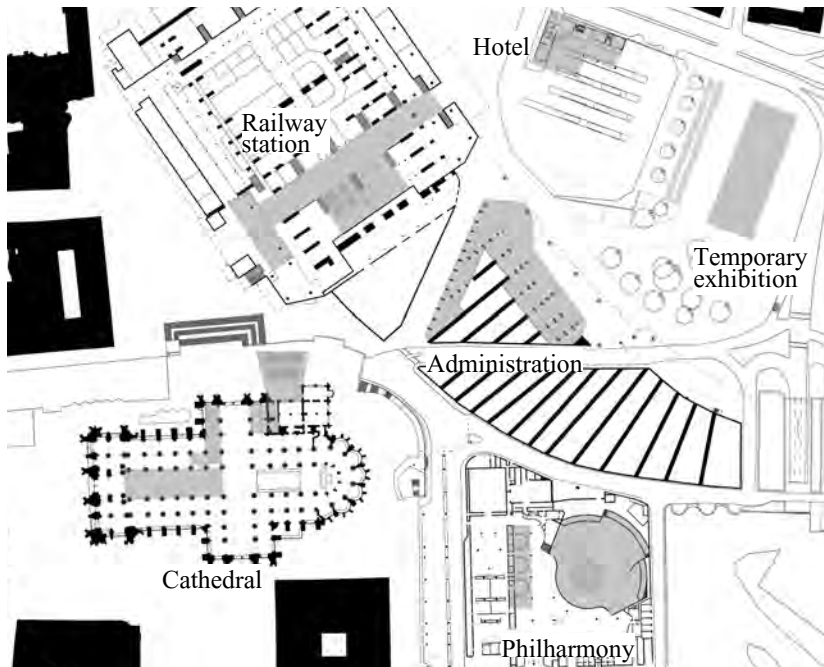 Hotel
Railway
station
Temporary
exhibition
Administration
Cathedral
Philharmony